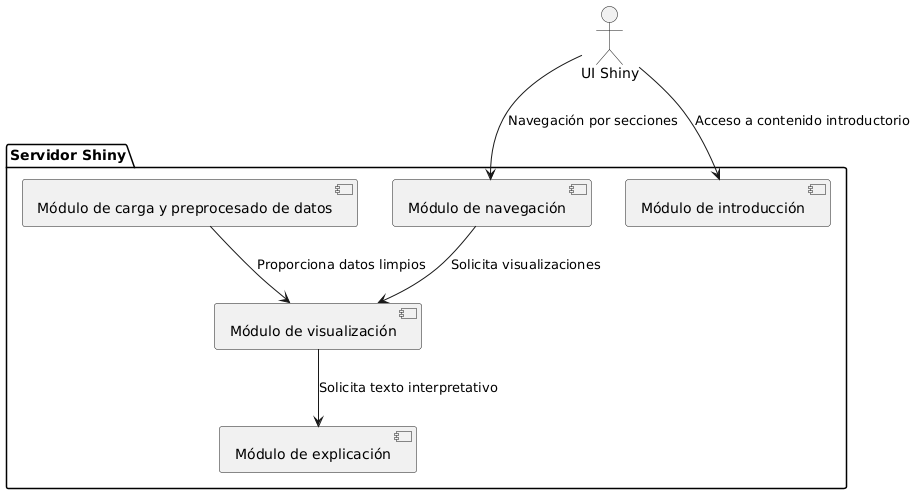 UI Shiny
Navegación por secciones
Acceso a contenido introductorio
Servidor Shiny
Módulo de carga y preprocesado de datos
Módulo de navegación
Módulo de introducción
Proporciona datos limpios
Solicita visualizaciones
Módulo de visualización
Solicita texto interpretativo
Módulo de explicación